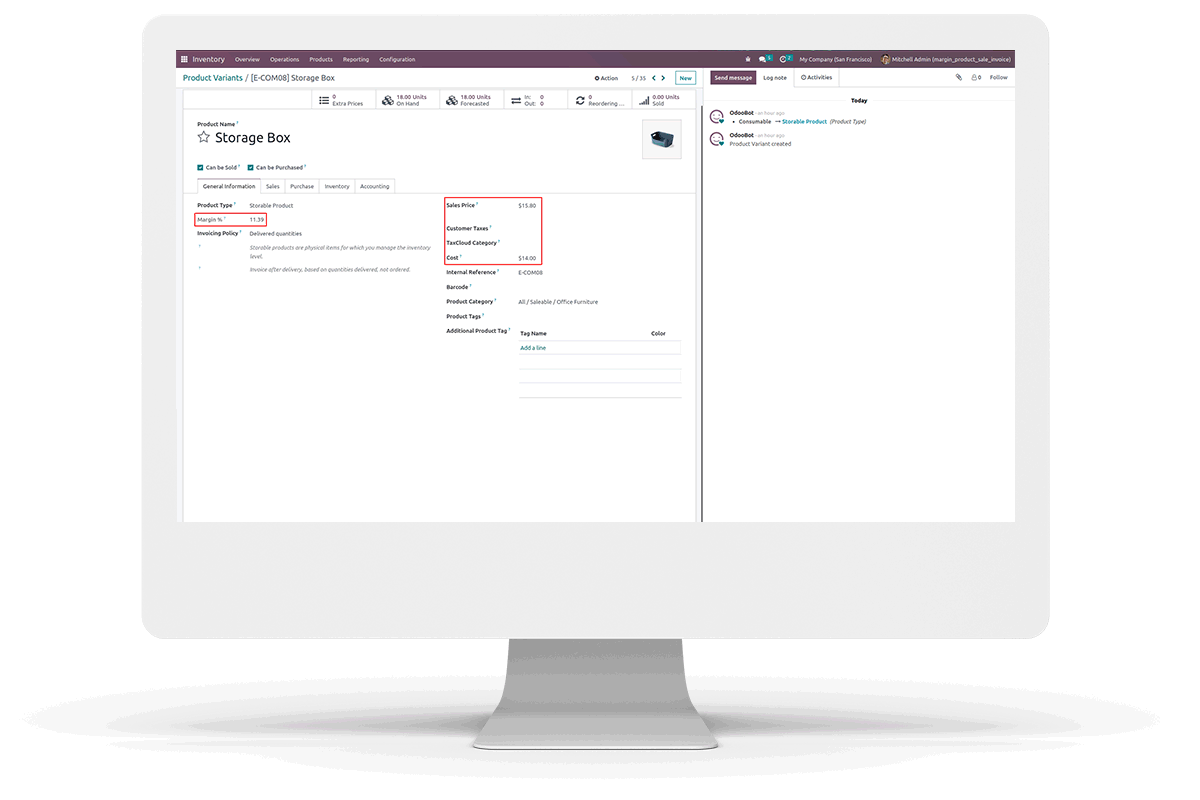 Inventory Overview Operations Products Reporting Configuration 5 2 My Company (San Francisco) Mitchell Admin (margin_product_sale_invoice)
Product Variants / [E-COM08] Storage Box Action 5 / 35 New Send message Log note Activities 0 Follow
0 Extra Prices
18.00 Units On Hand
18.00 Units Forecasted
In: 0
Out: 0
0 Reordering ...
0.00 Units Sold
Product Name ?
Storage Box
Can be Sold ? Can be Purchased ?
General Information Sales Purchase Inventory Accounting
Product Type ? Storable Product
Margin % ? 11.39
Invoicing Policy ? Delivered quantities
? Storable products are physical items for which you manage the inventory
level.
? Invoice after delivery, based on quantities delivered, not ordered.
Sales Price ? $15.80
Customer Taxes ?
TaxCloud Category ?
Cost ? $14.00
Internal Reference ? E-COM08
Barcode ?
Product Category ? All / Saleable / Office Furniture
Product Tags ?
Additional Product Tag ? Tag Name Color
Add a line
Today
OdooBot - an hour ago
• Consumable → Storable Product (Product Type)
OdooBot - an hour ago
Product Variant created